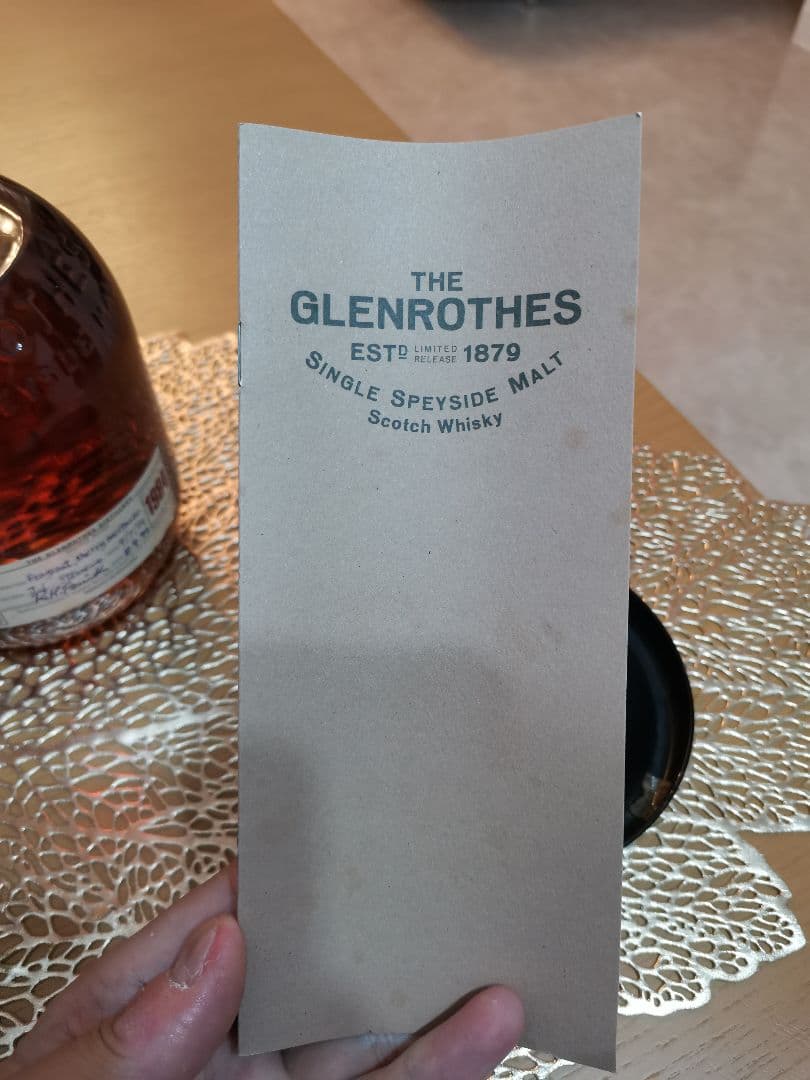 THE
GLENROTHES
ESTD LIMITED RELEASE 1879
SINGLE SPEYSIDE MALT
Scotch Whisky